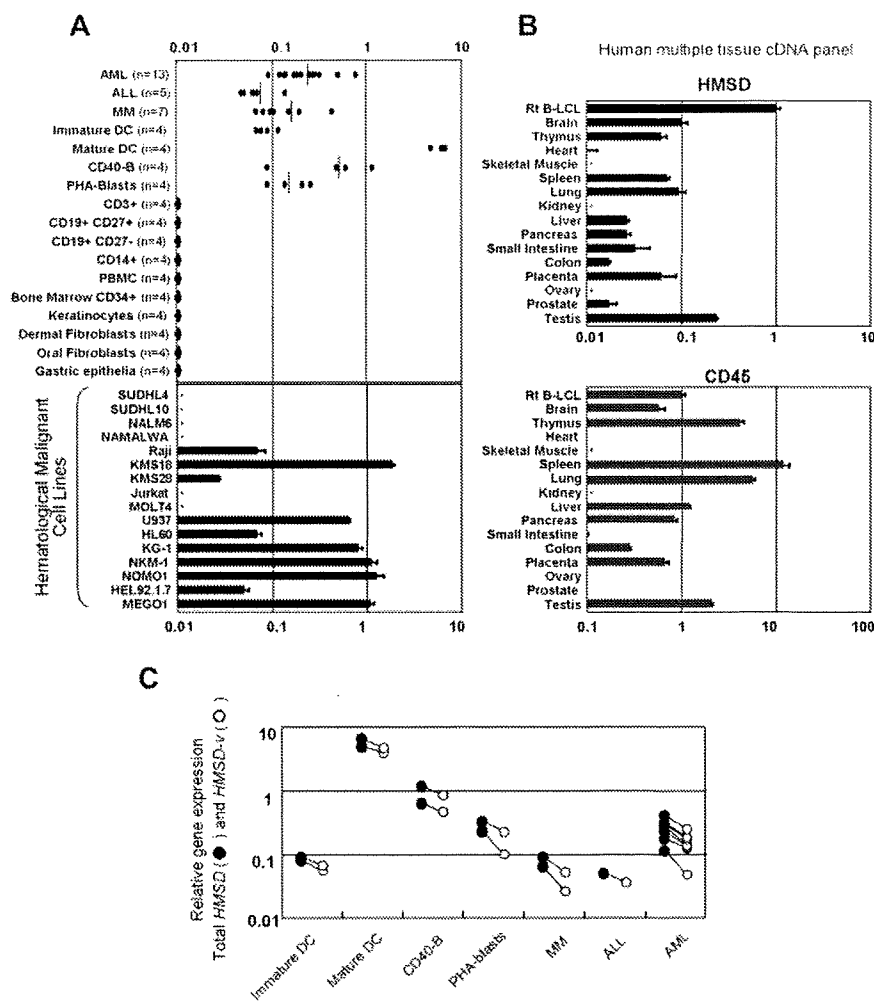 A
0.01 0.1 1 10
AML (n=13)
ALL (n=5)
MM (n=7)
Immature DC (n=4)
Mature DC (n=4)
CD40-B (n=4)
PHA-Blasts (n=4)
CD3+ (n=4)
CD19+ CD27+ (n=4)
CD19+ CD27- (n=4)
CD14+ (n=4)
PBMC (n=4)
Bone Marrow CD34+ (n=4)
Keratinocytes (n=4)
Dermal Fibroblasts (n=4)
Oral Fibroblasts (n=4)
Gastric epithelia (n=4)
Hematological Malignant
Cell Lines
SUDHL4
SUDHL10
NALM6
NAMALWA
Raji
KMS18
KMS28
Jurkat
MOLT4
U937
HL60
KG-1
NKM-1
NOMO1
HEL92.1.7
MEGO1
0.01 0.1 1 10
B
Human multiple tissue cDNA panel
HMSD
Rt B-LCL
Brain
Thymus
Heart
Skeletal Muscle
Spleen
Lung
Kidney
Liver
Pancreas
Small Intestine
Colon
Placenta
Ovary
Prostate
Testis
0.01 0.1 1 10
CD45
Rt B-LCL
Brain
Thymus
Heart
Skeletal Muscle
Spleen
Lung
Kidney
Liver
Pancreas
Small Intestine
Colon
Placenta
Ovary
Prostate
Testis
0.1 1 10 100
C
Relative gene expression
Total HMSD (●) and HMSD-v (○)
10
1
0.1
0.01
Immature DC
Mature DC
CD40-B
PHA-blasts
MM
ALL
AML